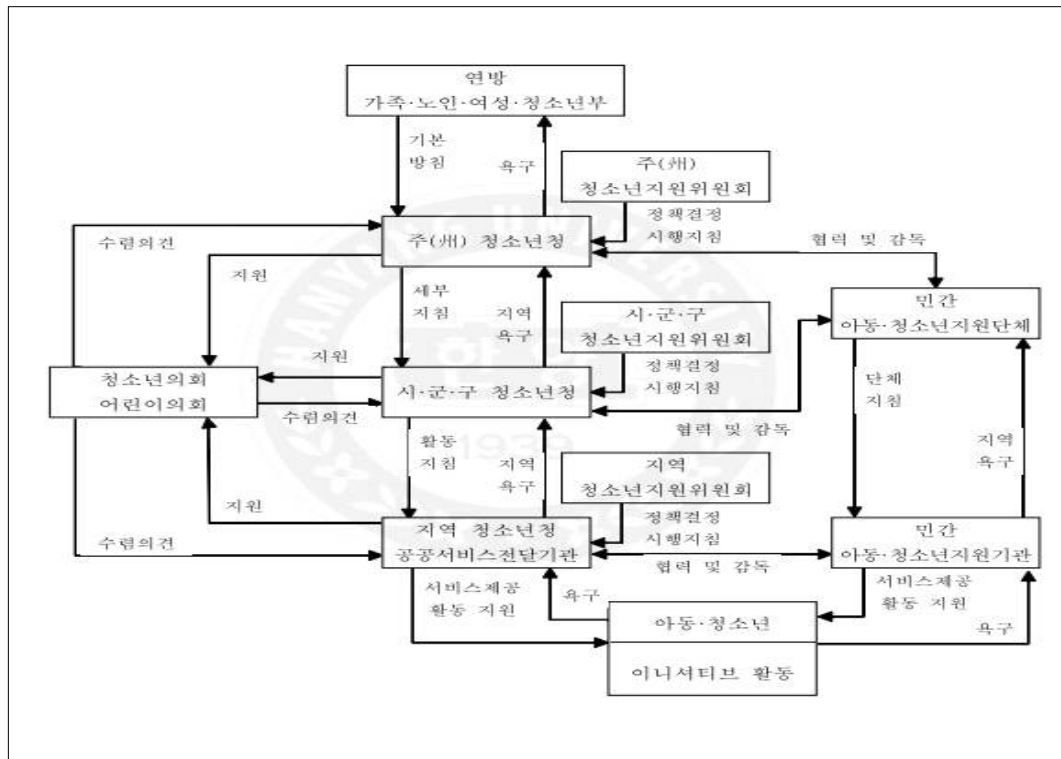 연방
가족·노인·여성·청소년부
기본
방침
욕구
주(州)
청소년지원위원회
정책결정
시행지침
수렴의견
주(州) 청소년청
협력 및 감독
지원
세부
지침
지역
욕구
시·군·구
청소년지원위원회
민간
아동·청소년지원단체
지원
정책결정
시행지침
청소년의회
어린이의회
시·군·구 청소년청
단체
지침
수렴의견
협력 및 감독
활동
지침
지역
욕구
지역
청소년지원위원회
지역
욕구
지원
정책결정
시행지침
수렴의견
지역 청소년청
공공서비스전달기관
민간
아동·청소년지원기관
협력 및 감독
서비스제공
활동 지원
욕구
서비스제공
활동 지원
욕구
아동·청소년
이니셔티브 활동
HANYANG UNIVERSITY
한양
1939